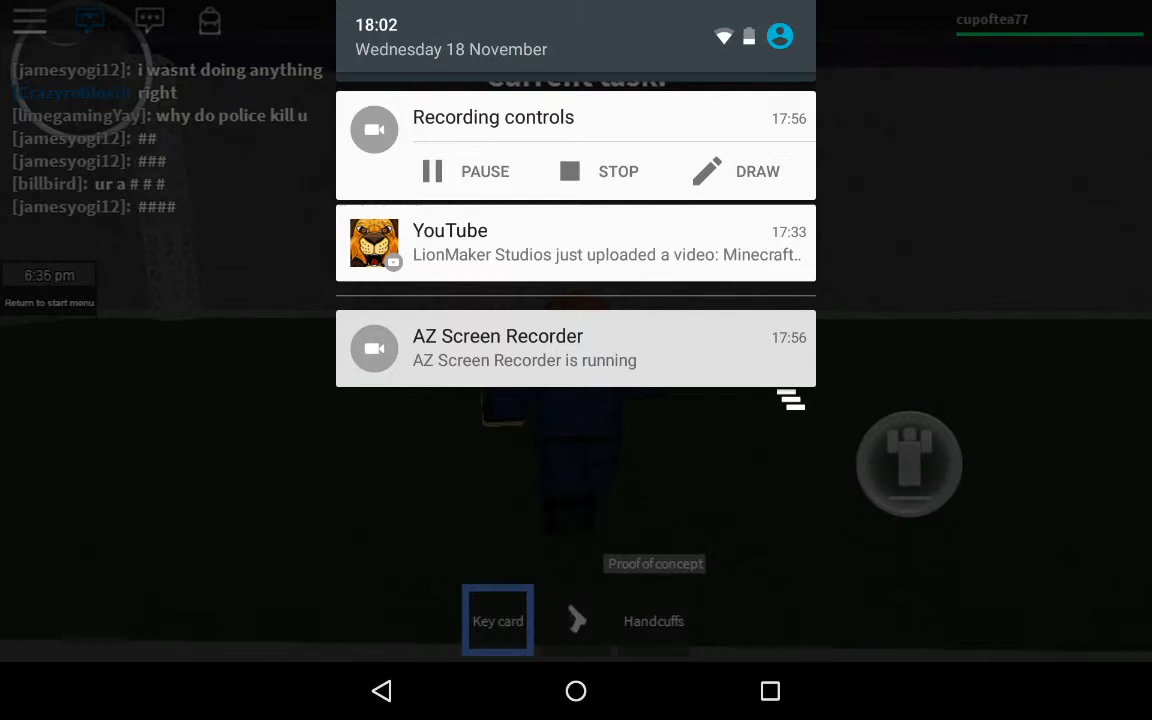 18:02
Wednesday 18 November
cupoftea77
Current task:
[jamesyogi12]: i wasnt doing anything
[Crazyroblox1]: right
[limegamingYay]: why do police kill u
[jamesyogi12]: ##
[jamesyogi12]: ###
[billbird]: ur a # # #
[jamesyogi12]: ####
Recording controls 17:56
PAUSE STOP DRAW
YouTube 17:33
LionMaker Studios just uploaded a video: Minecraft..
6:35 pm
Return to start menu
AZ Screen Recorder 17:56
AZ Screen Recorder is running
Proof of concept
Key card Handcuffs